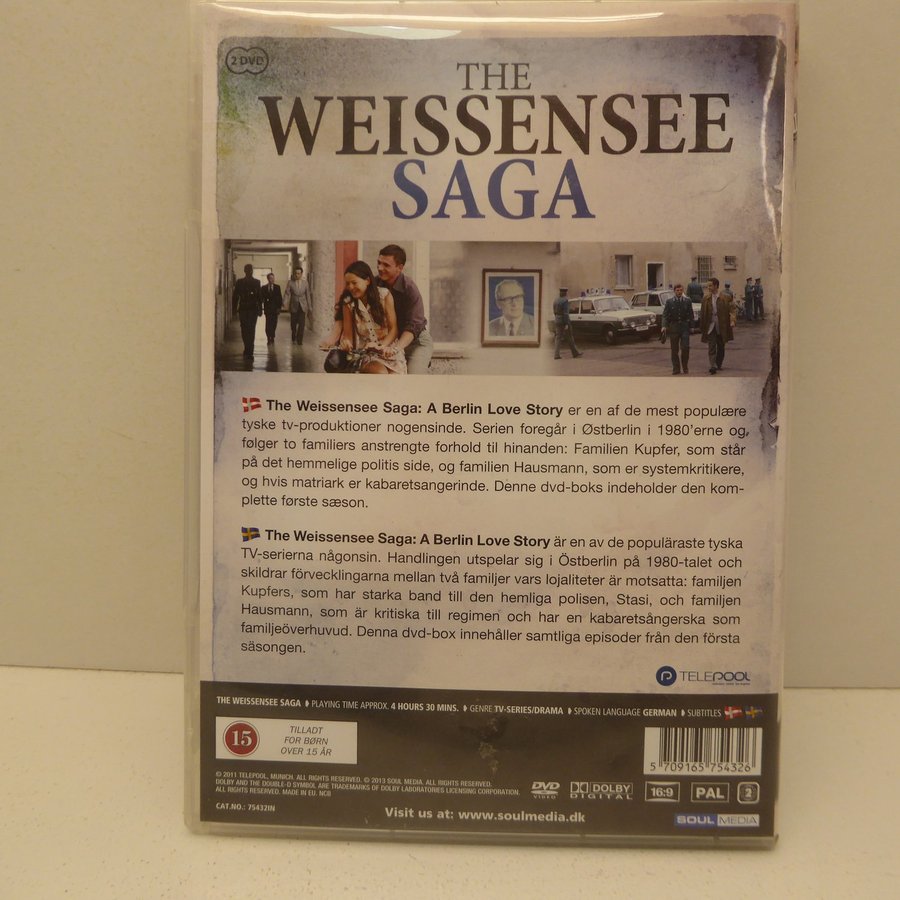 2 DVD
THE
WEISSENSEE
SAGA
The Weissensee Saga: A Berlin Love Story er en af de mest populære
tyske tv-produktioner nogensinde. Serien foregår i Østberlin i 1980'erne og
følger to familiers anstrengte forhold til hinanden: Familien Kupfer, som står
på det hemmelige politis side, og familien Hausmann, som er systemkritikere,
og hvis matriark er kabaretsangerinde. Denne dvd-boks indeholder den kom-
plette første sæson.
The Weissensee Saga: A Berlin Love Story är en av de populäraste tyska
TV-serierna någonsin. Handlingen utspelar sig i Östberlin på 1980-talet och
skildrar förvecklingarna mellan två familjer vars lojaliteter är motsatta: familjen
Kupfers, som har starka band till den hemliga polisen, Stasi, och familjen
Hausmann, som är kritiska till regimen och har en kabaretsångerska som
familjeöverhuvud. Denna dvd-box innehåller samtliga episoder från den första
säsongen.
TELEPOOL
THE WEISSENSEE SAGA PLAYING TIME APPROX. 4 HOURS 30 MINS. GENRE TV-SERIES/DRAMA SPOKEN LANGUAGE GERMAN SUBTITLES
15
TILLADT
FOR BØRN
OVER 15 ÅR
5 709165 754326
© 2011 TELEPOOL, MUNICH. ALL RIGHTS RESERVED. © 2013 SOUL MEDIA. ALL RIGHTS RESERVED.
DOLBY AND THE DOUBLE-D SYMBOL ARE TRADEMARKS OF DOLBY LABORATORIES LICENSING CORPORATION.
ALL RIGHTS RESERVED. MADE IN EU. NCB
DVD VIDEO
DOLBY DIGITAL
16:9
PAL
2
CAT.NO.: 75432IN
Visit us at: www.soulmedia.dk
SOUL MEDIA